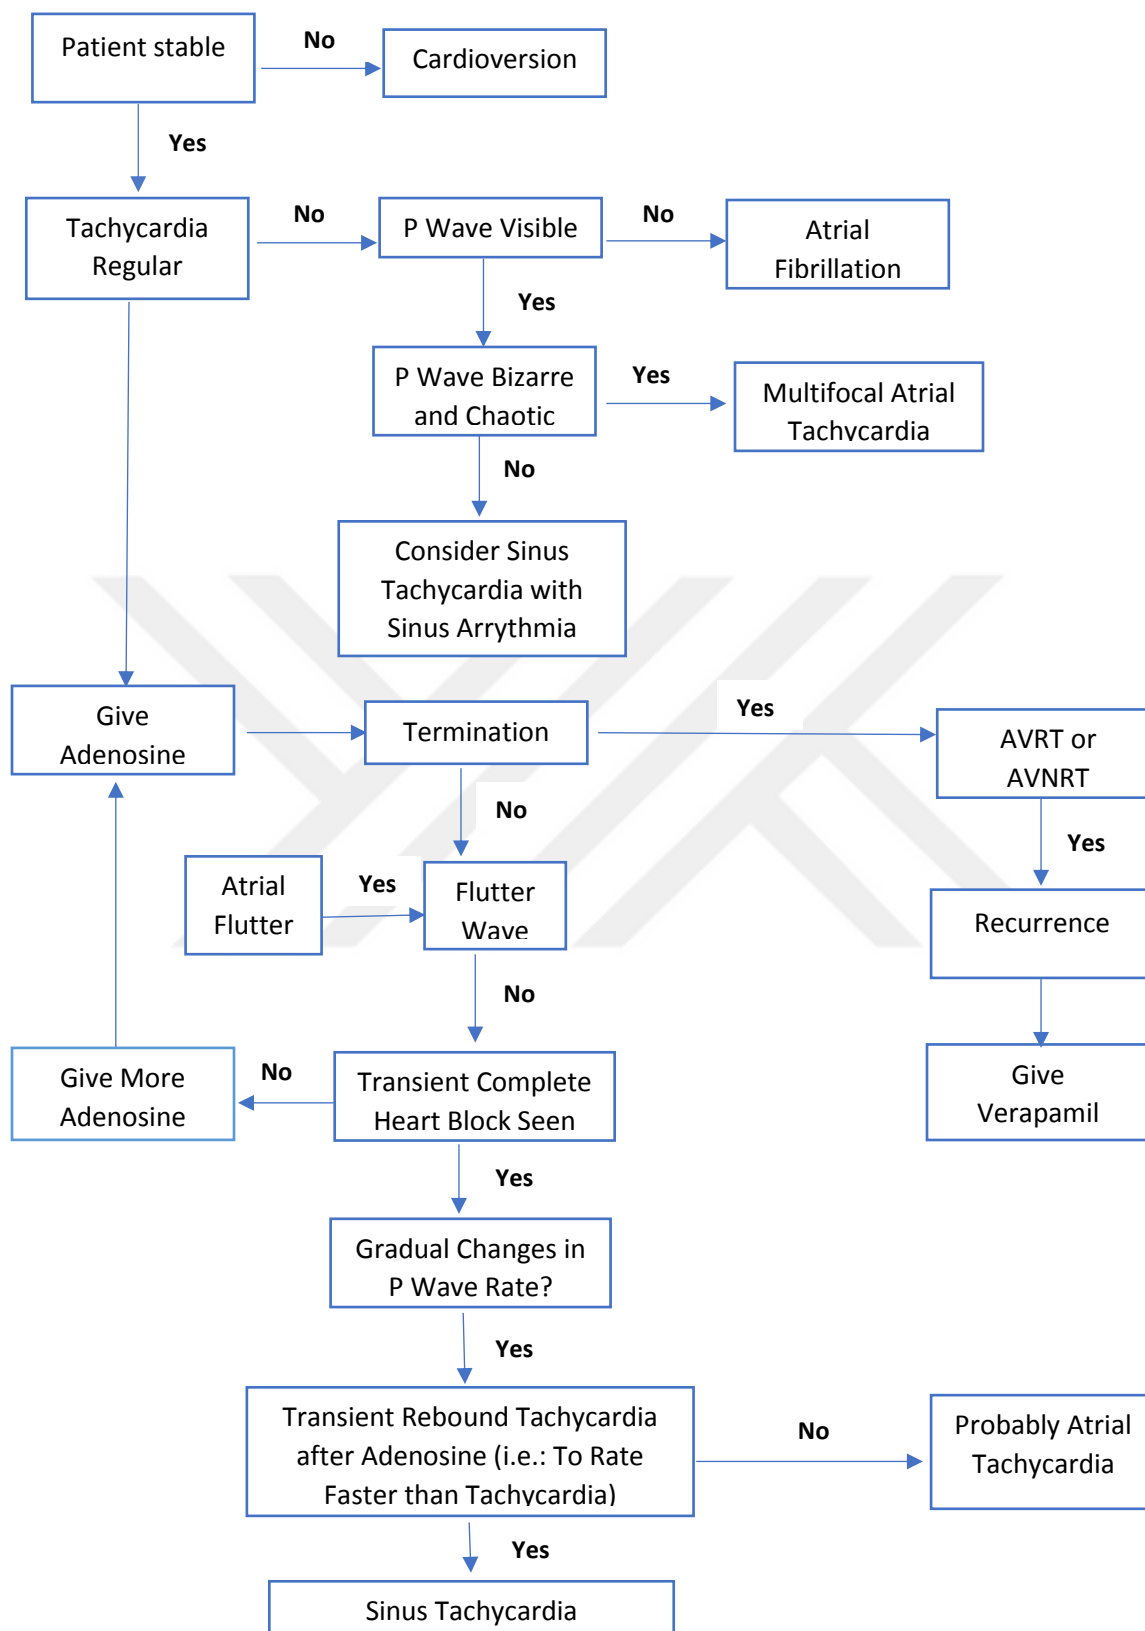 Patient stable
No
Cardioversion
Yes
Tachycardia
Regular
No
P Wave Visible
No
Atrial
Fibrillation
Yes
P Wave Bizarre
and Chaotic
Yes
Multifocal Atrial
Tachycardia
No
Consider Sinus
Tachycardia with
Sinus Arrythmia
Give
Adenosine
Termination
Yes
AVRT or
AVNRT
No
Yes
Atrial
Flutter
Yes
Flutter
Wave
Recurrence
No
Give More
Adenosine
No
Transient Complete
Heart Block Seen
Give
Verapamil
Yes
Gradual Changes in
P Wave Rate?
Yes
Transient Rebound Tachycardia
after Adenosine (i.e.: To Rate
Faster than Tachycardia)
No
Probably Atrial
Tachycardia
Yes
Sinus Tachycardia